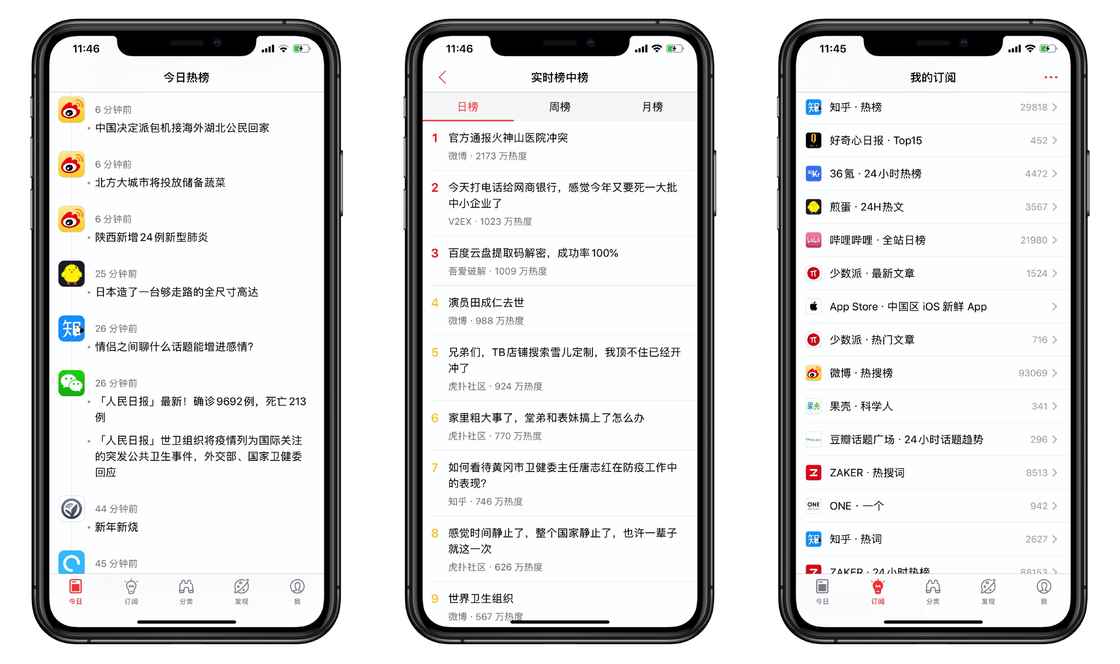 11:46
今日热榜
6 分钟前
中国决定派包机接海外湖北公民回家
6 分钟前
北方大城市将投放储备蔬菜
6 分钟前
陕西新增24例新型肺炎
25 分钟前
日本造了一台够走路的全尺寸高达
知
26 分钟前
情侣之间聊什么话题能增进感情?
26 分钟前
「人民日报」最新！确诊9692例，死亡213
例
「人民日报」世卫组织将疫情列为国际关注
的突发公共卫生事件，外交部、国家卫健委
回应
44 分钟前
新年新烧
45 分钟前
今日
订阅
分类
发现
我
11:46
实时榜中榜
日榜
周榜
月榜
1 官方通报火神山医院冲突
微博 · 2173 万热度
2 今天打电话给网商银行，感觉今年又要死一大批
中小企业了
V2EX · 1023 万热度
3 百度云盘提取码解密，成功率100%
吾爱破解 · 1009 万热度
4 演员田成仁去世
微博 · 988 万热度
5 兄弟们，TB店铺搜索雪儿定制，我顶不住已经开
冲了
虎扑社区 · 924 万热度
6 家里粗大事了，堂弟和表妹搞上了怎么办
虎扑社区 · 770 万热度
7 如何看待黄冈市卫健委主任唐志红在防疫工作中
的表现?
知乎 · 746 万热度
8 感觉时间静止了，整个国家静止了，也许一辈子
就这一次
虎扑社区 · 626 万热度
9 世界卫生组织
微博 · 567 万热度
11:45
我的订阅
知 知乎 · 热榜 29818
好奇心日报 · Top15 452
36Kr 36氪 · 24小时热榜 4472
煎蛋 · 24H热文 3567
哔哩哔哩 · 全站日榜 21980
少数派 · 最新文章 1524
App Store · 中国区 iOS 新鲜 App
少数派 · 热门文章 716
微博 · 热搜榜 93069
果壳 果壳 · 科学人 341
豆瓣话题广场 · 24小时话题趋势 296
Z ZAKER · 热搜词 8513
ONE ONE · 一个 942
知 知乎 · 热词 2627
Z ZAKER · 24小时热榜 86153
今日
订阅
分类
发现
我